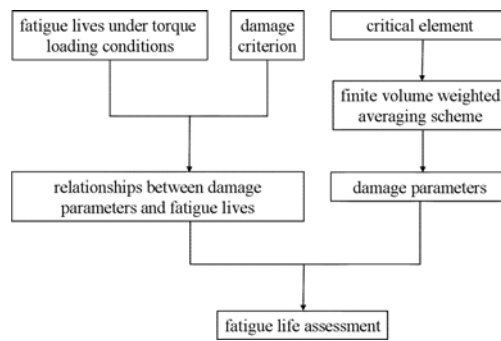 fatigue lives under torque
loading conditions
damage
criterion
critical element
finite volume weighted
averaging scheme
relationships between damage
parameters and fatigue lives
damage parameters
fatigue life assessment